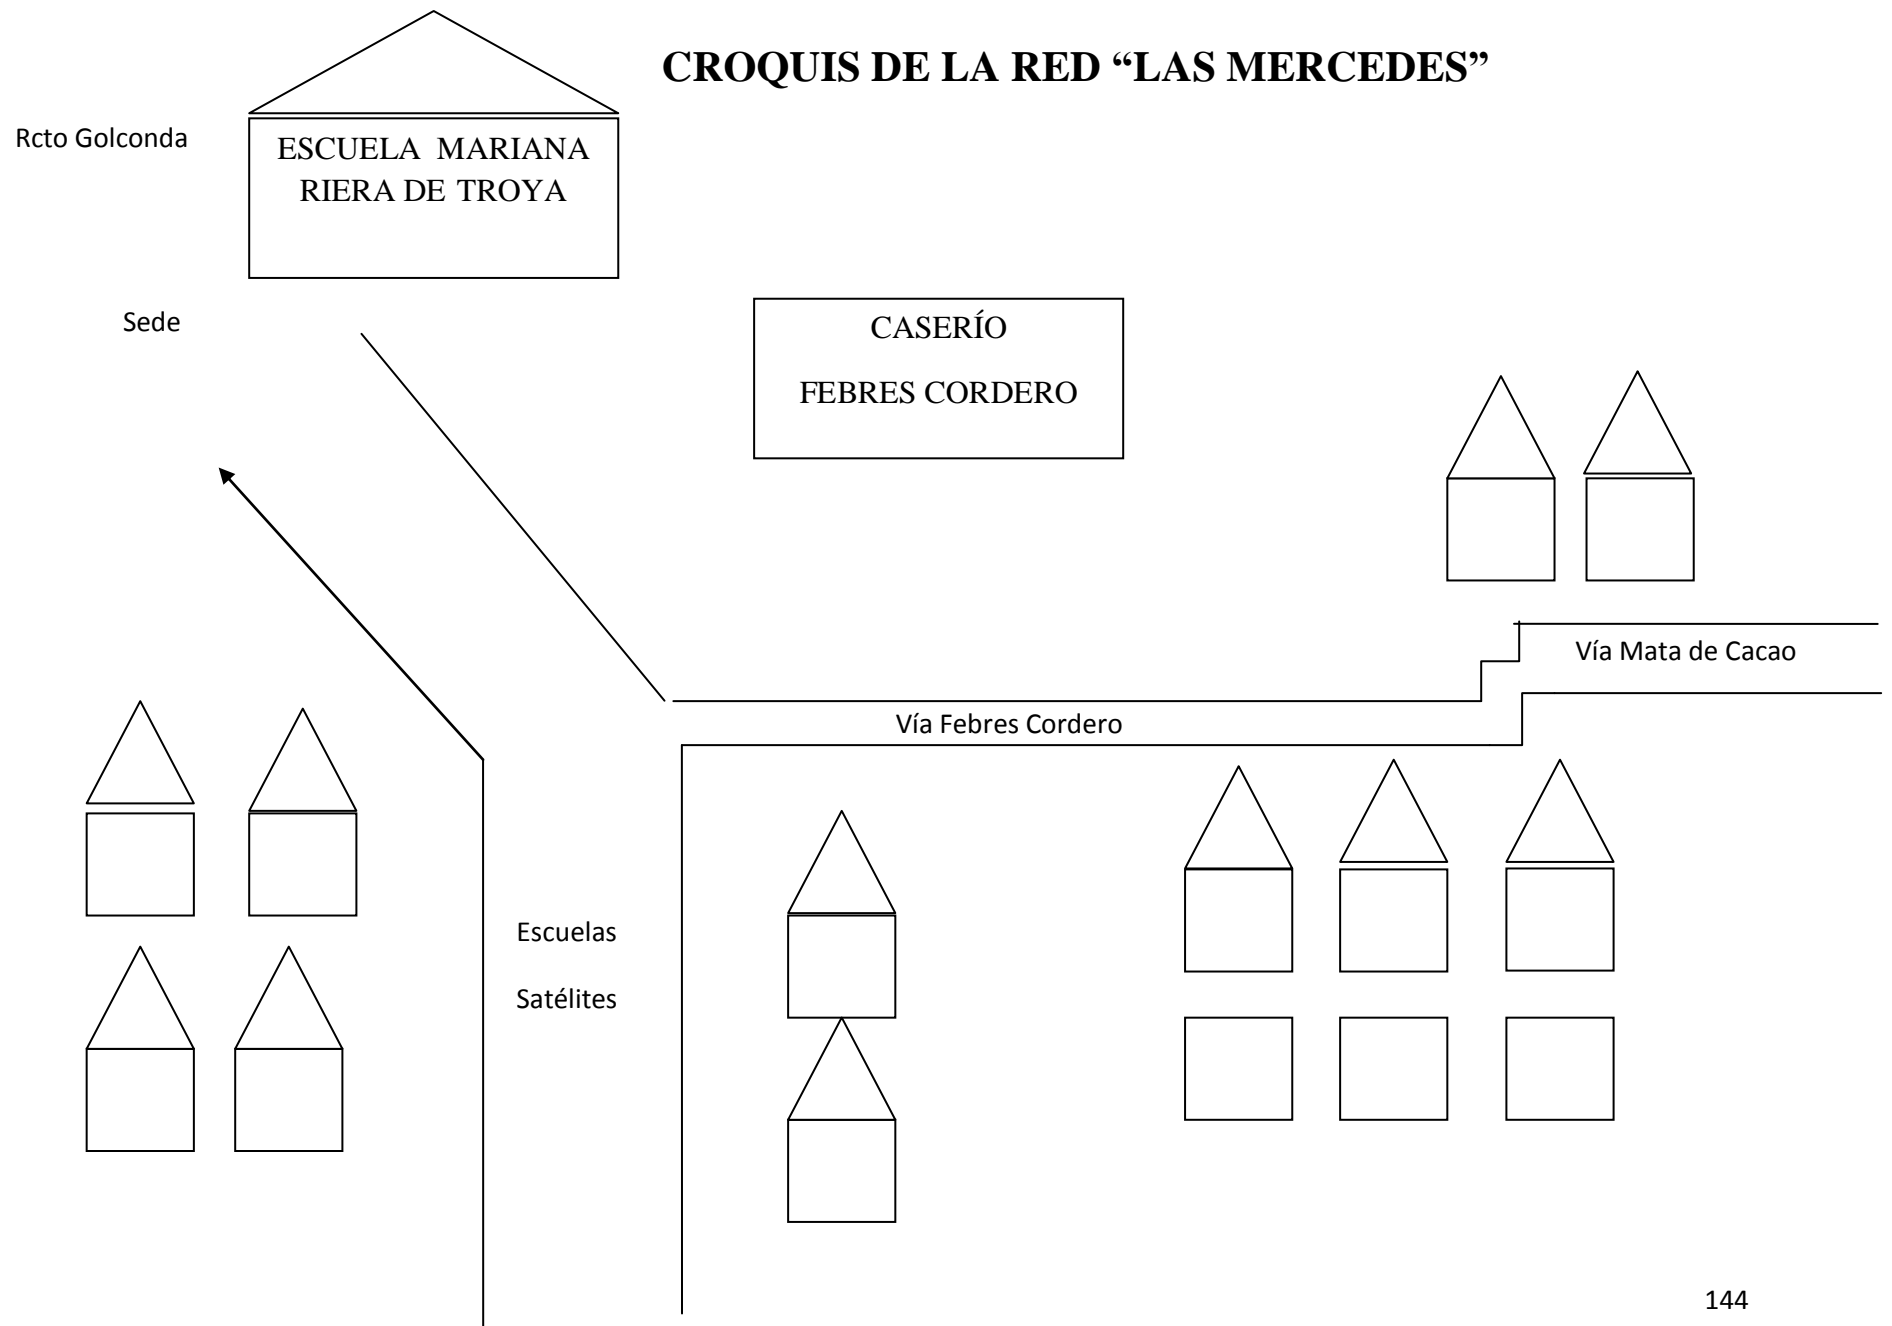 CROQUIS DE LA RED “LAS MERCEDES”
Rcto Golconda
ESCUELA MARIANA
RIERA DE TROYA
Sede
CASERÍO
FEBRES CORDERO
Vía Mata de Cacao
Vía Febres Cordero
Escuelas
Satélites
144